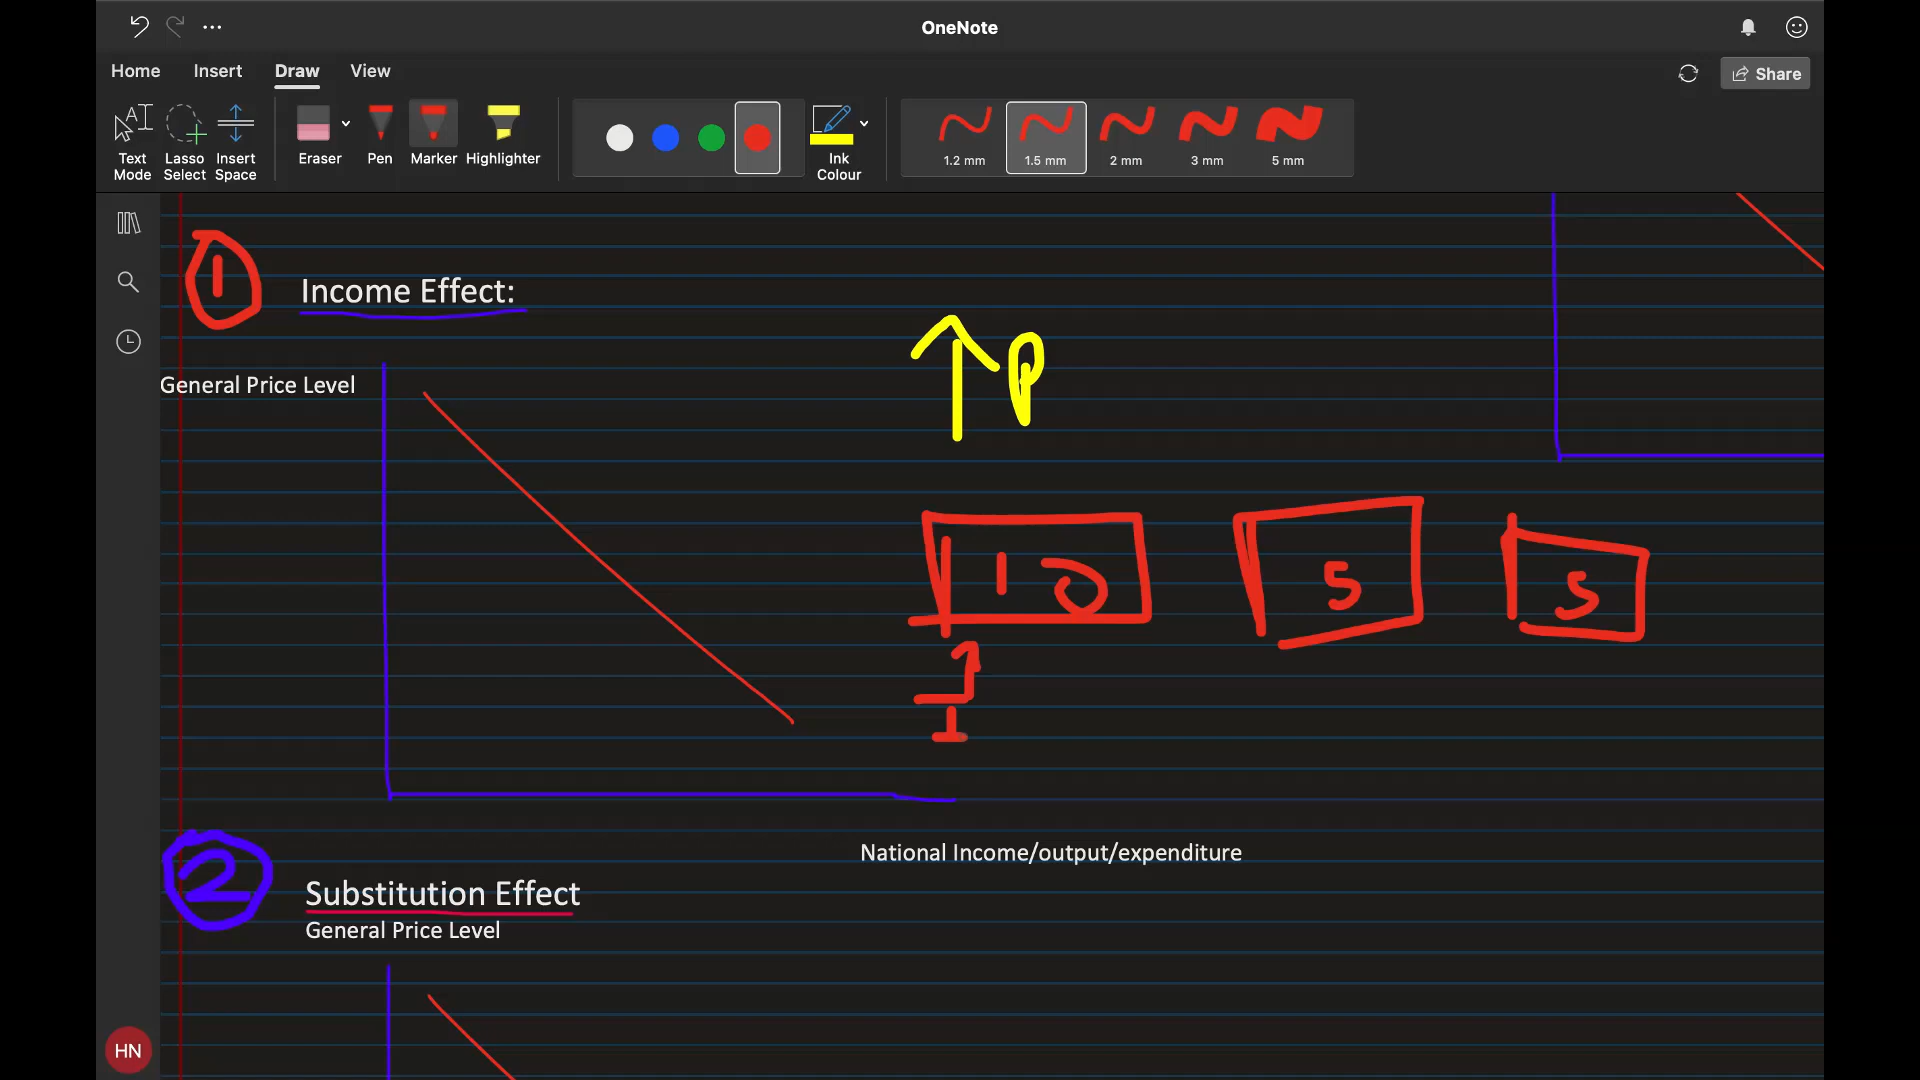 OneNote
Home Insert Draw View
Share
Text Mode
Lasso Select
Insert Space
Eraser
Pen
Marker
Highlighter
Ink Colour
1.2 mm
1.5 mm
2 mm
3 mm
5 mm
1
Income Effect:
↑ P
General Price Level
10 5 5
National Income/output/expenditure
2
Substitution Effect
General Price Level
HN